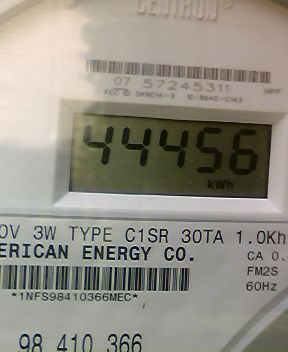 CENTRON
07 57245311
44456
kWh
0V 3W TYPE C1SR 30TA 1.0Kh
ERICAN ENERGY CO.
CA 0.
FM2S
*1NFS98410366MEC*
60Hz
98 410 366